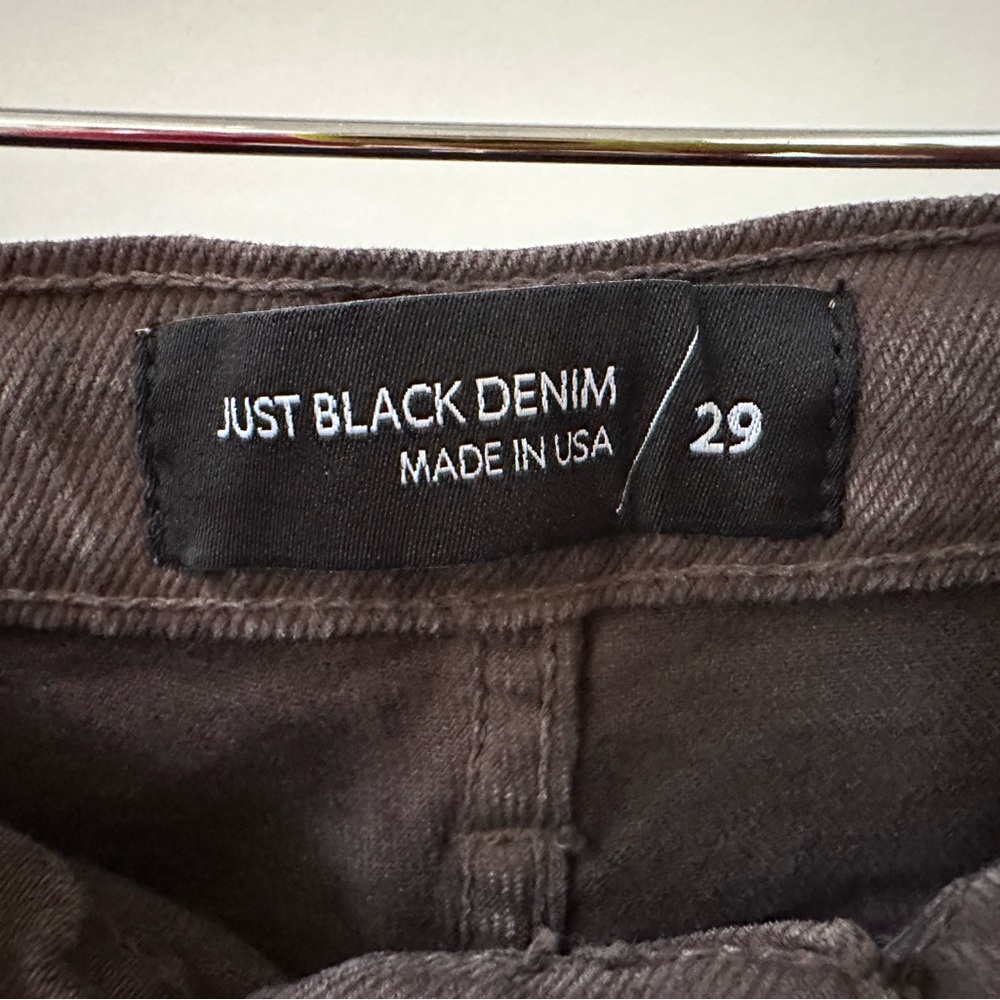 JUST BLACK DENIM / 29
MADE IN USA